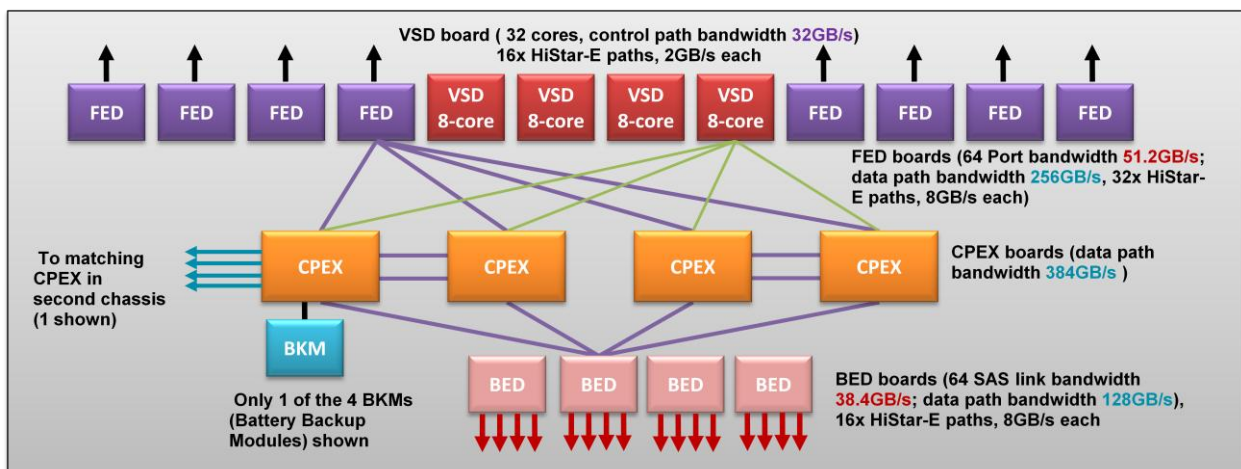 VSD board ( 32 cores, control path bandwidth 32GB/s)
16x HiStar-E paths, 2GB/s each
FED
FED
FED
FED
VSD
8-core
VSD
8-core
VSD
8-core
VSD
8-core
FED
FED
FED
FED
FED boards (64 Port bandwidth 51.2GB/s;
data path bandwidth 256GB/s, 32x HiStar-
E paths, 8GB/s each)
To matching
CPEX in
second chassis
(1 shown)
CPEX
CPEX
CPEX
CPEX
CPEX boards (data path
bandwidth 384GB/s )
BKM
Only 1 of the 4 BKMs
(Battery Backup
Modules) shown
BED
BED
BED
BED
BED boards (64 SAS link bandwidth
38.4GB/s; data path bandwidth 128GB/s),
16x HiStar-E paths, 8GB/s each